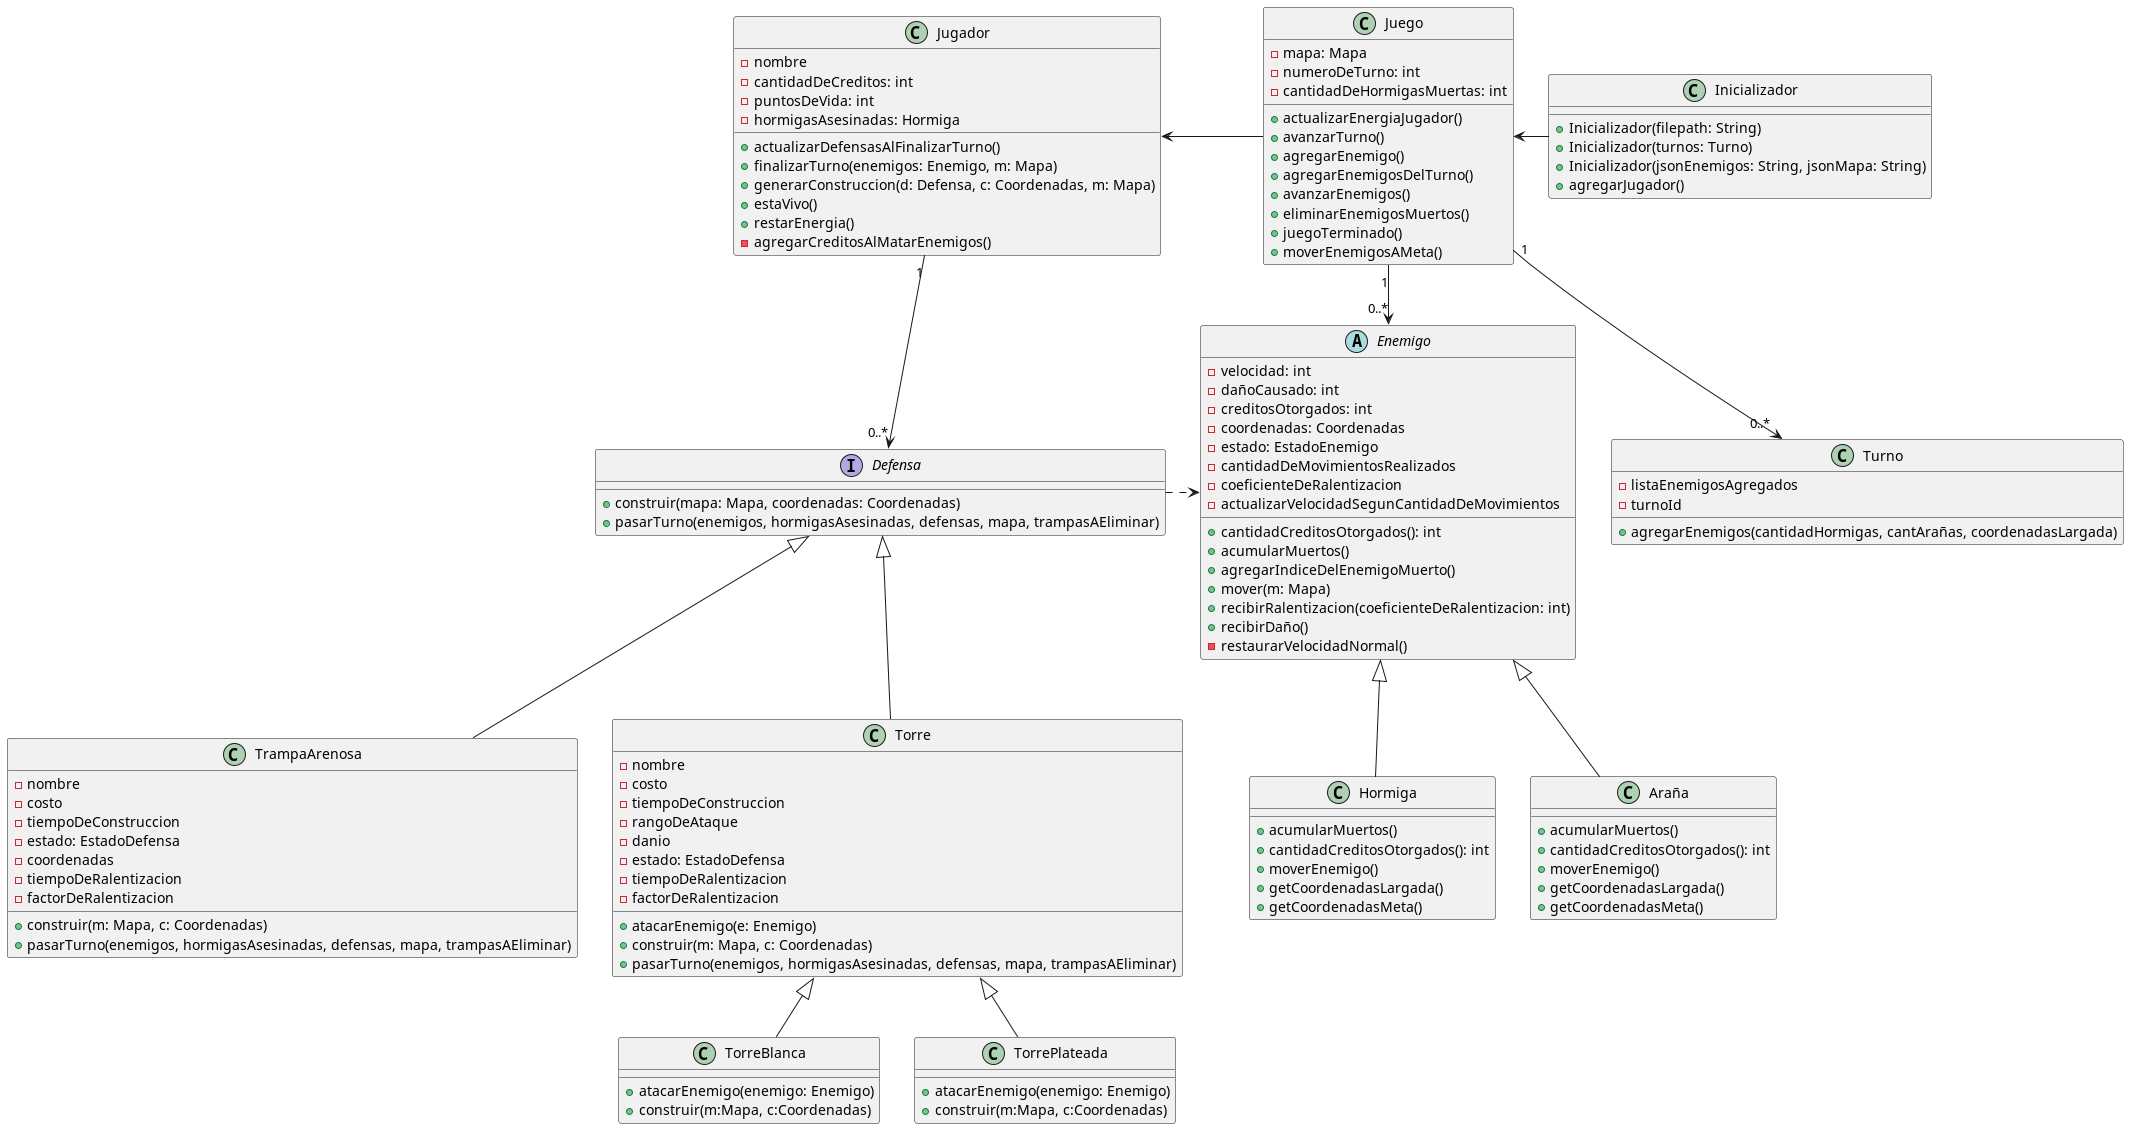 C Jugador
nombre
cantidadDeCreditos: int
puntosDeVida: int
hormigasAsesinadas: Hormiga
actualizarDefensasAlFinalizarTurno()
finalizarTurno(enemigos: Enemigo, m: Mapa)
generarConstruccion(d: Defensa, c: Coordenadas, m: Mapa)
estaVivo()
restarEnergia()
agregarCreditosAlMatarEnemigos()
C Juego
mapa: Mapa
numeroDeTurno: int
cantidadDeHormigasMuertas: int
actualizarEnergiaJugador()
avanzarTurno()
agregarEnemigo()
agregarEnemigosDelTurno()
avanzarEnemigos()
eliminarEnemigosMuertos()
juegoTerminado()
moverEnemigosAMeta()
C Inicializador
Inicializador(filepath: String)
Inicializador(turnos: Turno)
Inicializador(jsonEnemigos: String, jsonMapa: String)
agregarJugador()
1
0..*
1
0..*
1
0..*
I Defensa
construir(mapa: Mapa, coordenadas: Coordenadas)
pasarTurno(enemigos, hormigasAsesinadas, defensas, mapa, trampasAEliminar)
A Enemigo
velocidad: int
dañoCausado: int
creditosOtorgados: int
coordenadas: Coordenadas
estado: EstadoEnemigo
cantidadDeMovimientosRealizados
coeficienteDeRalentizacion
actualizarVelocidadSegunCantidadDeMovimientos
cantidadCreditosOtorgados(): int
acumularMuertos()
agregarIndiceDelEnemigoMuerto()
mover(m: Mapa)
recibirRalentizacion(coeficienteDeRalentizacion: int)
recibirDaño()
restaurarVelocidadNormal()
C Turno
listaEnemigosAgregados
turnoId
agregarEnemigos(cantidadHormigas, cantArañas, coordenadasLargada)
C TrampaArenosa
nombre
costo
tiempoDeConstruccion
estado: EstadoDefensa
coordenadas
tiempoDeRalentizacion
factorDeRalentizacion
construir(m: Mapa, c: Coordenadas)
pasarTurno(enemigos, hormigasAsesinadas, defensas, mapa, trampasAEliminar)
C Torre
nombre
costo
tiempoDeConstruccion
rangoDeAtaque
danio
estado: EstadoDefensa
tiempoDeRalentizacion
factorDeRalentizacion
atacarEnemigo(e: Enemigo)
construir(m: Mapa, c: Coordenadas)
pasarTurno(enemigos, hormigasAsesinadas, defensas, mapa, trampasAEliminar)
C Hormiga
acumularMuertos()
cantidadCreditosOtorgados(): int
moverEnemigo()
getCoordenadasLargada()
getCoordenadasMeta()
C Araña
acumularMuertos()
cantidadCreditosOtorgados(): int
moverEnemigo()
getCoordenadasLargada()
getCoordenadasMeta()
C TorreBlanca
atacarEnemigo(enemigo: Enemigo)
construir(m:Mapa, c:Coordenadas)
C TorrePlateada
atacarEnemigo(enemigo: Enemigo)
construir(m:Mapa, c:Coordenadas)